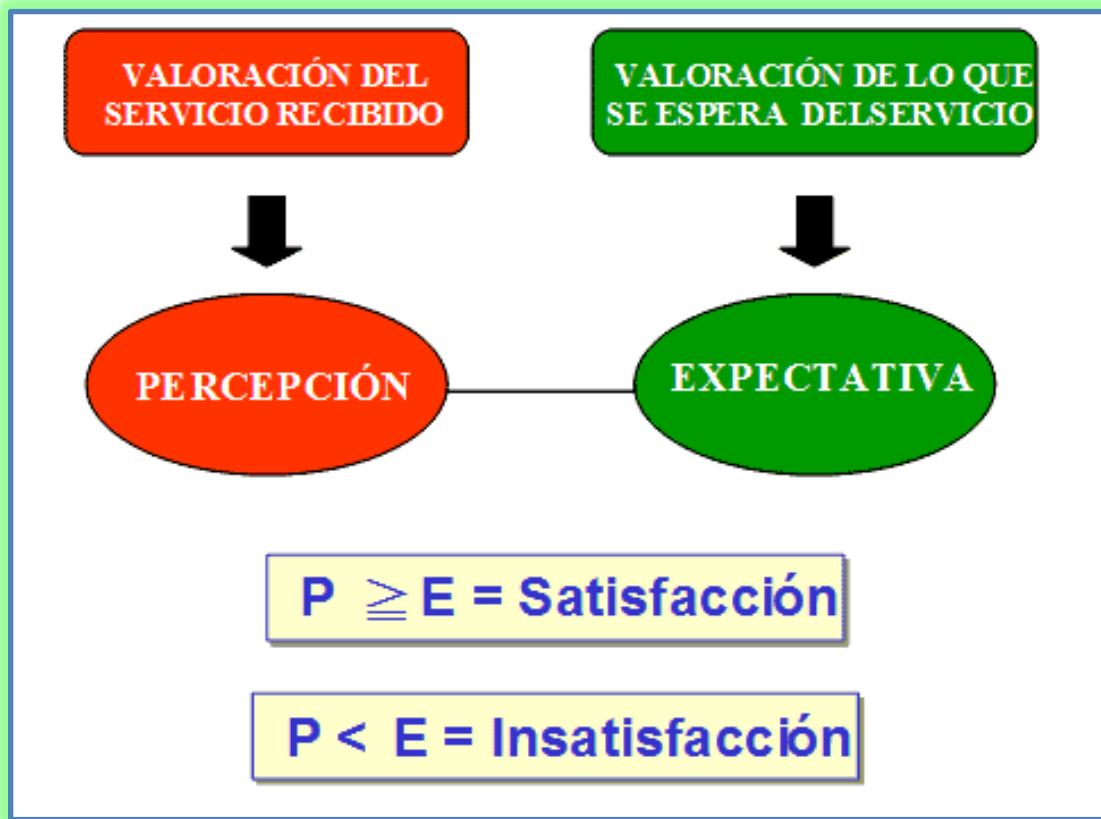 VALORACIÓN DEL
SERVICIO RECIBIDO
VALORACIÓN DE LO QUE
SE ESPERA DELSERVICIO
PERCEPCIÓN
EXPECTATIVA
P ≧ E = Satisfacción
P < E = Insatisfacción